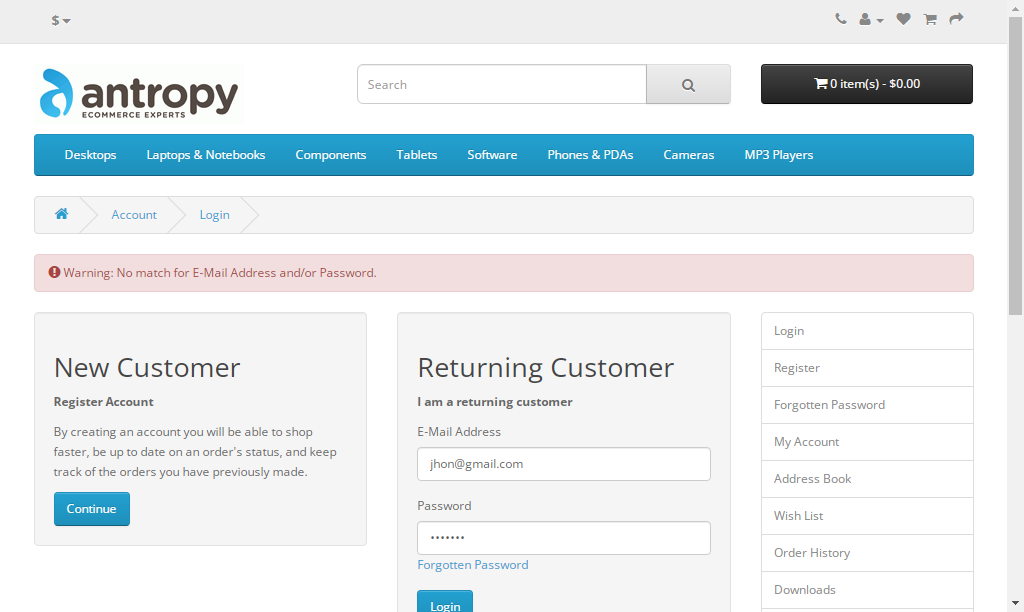 $
antropy
ECOMMERCE EXPERTS
Search
0 item(s) - $0.00
Desktops Laptops & Notebooks Components Tablets Software Phones & PDAs Cameras MP3 Players
Account Login
Warning: No match for E-Mail Address and/or Password.
New Customer
Register Account
By creating an account you will be able to shop
faster, be up to date on an order's status, and keep
track of the orders you have previously made.
Continue
Returning Customer
I am a returning customer
E-Mail Address
jhon@gmail.com
Password
•••••••
Forgotten Password
Login
Login
Register
Forgotten Password
My Account
Address Book
Wish List
Order History
Downloads